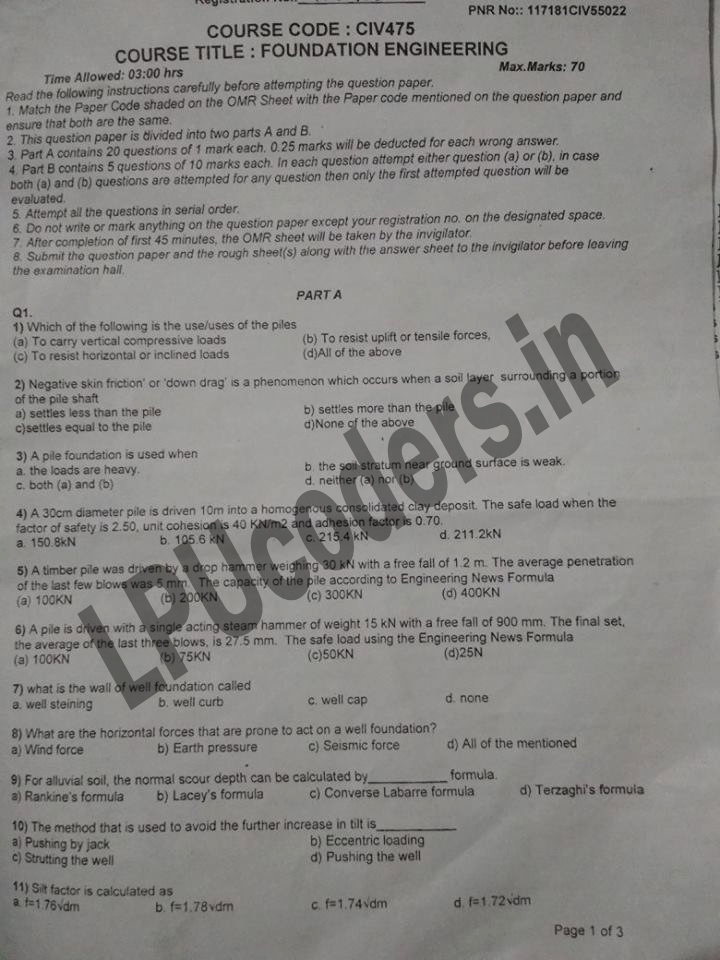 PNR No:: 117181CIV55022
COURSE CODE : CIV475
COURSE TITLE : FOUNDATION ENGINEERING
Time Allowed: 03:00 hrs Max.Marks: 70
Read the following instructions carefully before attempting the question paper.
1. Match the Paper Code shaded on the OMR Sheet with the Paper code mentioned on the question paper and
ensure that both are the same.
2. This question paper is divided into two parts A and B.
3. Part A contains 20 questions of 1 mark each. 0.25 marks will be deducted for each wrong answer.
4. Part B contains 5 questions of 10 marks each. In each question attempt either question (a) or (b), in case
both (a) and (b) questions are attempted for any question then only the first attempted question will be
evaluated.
5. Attempt all the questions in serial order.
6. Do not write or mark anything on the question paper except your registration no. on the designated space.
7. After completion of first 45 minutes, the OMR sheet will be taken by the invigilator.
8. Submit the question paper and the rough sheet(s) along with the answer sheet to the invigilator before leaving
the examination hall.
PART A
Q1.
1) Which of the following is the use/uses of the piles
(a) To carry vertical compressive loads (b) To resist uplift or tensile forces,
(c) To resist horizontal or inclined loads (d)All of the above
2) Negative skin friction' or 'down drag' is a phenomenon which occurs when a soil layer surrounding a portion
of the pile shaft
a) settles less than the pile b) settles more than the pile
c)settles equal to the pile d)None of the above
3) A pile foundation is used when
a. the loads are heavy. b. the soil stratum near ground surface is weak.
c. both (a) and (b) d. neither (a) nor (b)
4) A 30cm diameter pile is driven 10m into a homogenous consolidated clay deposit. The safe load when the
factor of safety is 2.50, unit cohesion is 40 KN/m2 and adhesion factor is 0.70.
a. 150.8kN b. 105.6 kN c. 215.4 kN d. 211.2kN
5) A timber pile was driven by a drop hammer weighing 30 kN with a free fall of 1.2 m. The average penetration
of the last few blows was 5 mm. The capacity of the pile according to Engineering News Formula
(a) 100KN (b) 200KN (c) 300KN (d) 400KN
6) A pile is driven with a single acting steam hammer of weight 15 kN with a free fall of 900 mm. The final set,
the average of the last three blows, is 27.5 mm. The safe load using the Engineering News Formula
(a) 100KN (b) 75KN (c)50KN (d)25N
7) what is the wall of well foundation called
a. well steining b. well curb c. well cap d. none
8) What are the horizontal forces that are prone to act on a well foundation?
a) Wind force b) Earth pressure c) Seismic force d) All of the mentioned
9) For alluvial soil, the normal scour depth can be calculated by____________ formula.
a) Rankine's formula b) Lacey's formula c) Converse Labarre formula d) Terzaghi's formula
10) The method that is used to avoid the further increase in tilt is____________
a) Pushing by jack b) Eccentric loading
c) Strutting the well d) Pushing the well
11) Silt factor is calculated as
a. f=1.76√dm b. f=1.78√dm c. f=1.74√dm d. f=1.72√dm
Page 1 of 3
LPUcoders.in